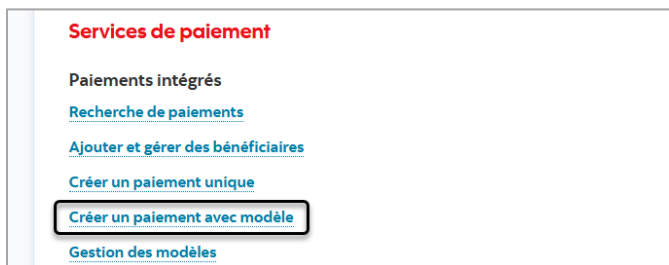 Services de paiement
Paiements intégrés
Recherche de paiements
Ajouter et gérer des bénéficiaires
Créer un paiement unique
Créer un paiement avec modèle
Gestion des modèles